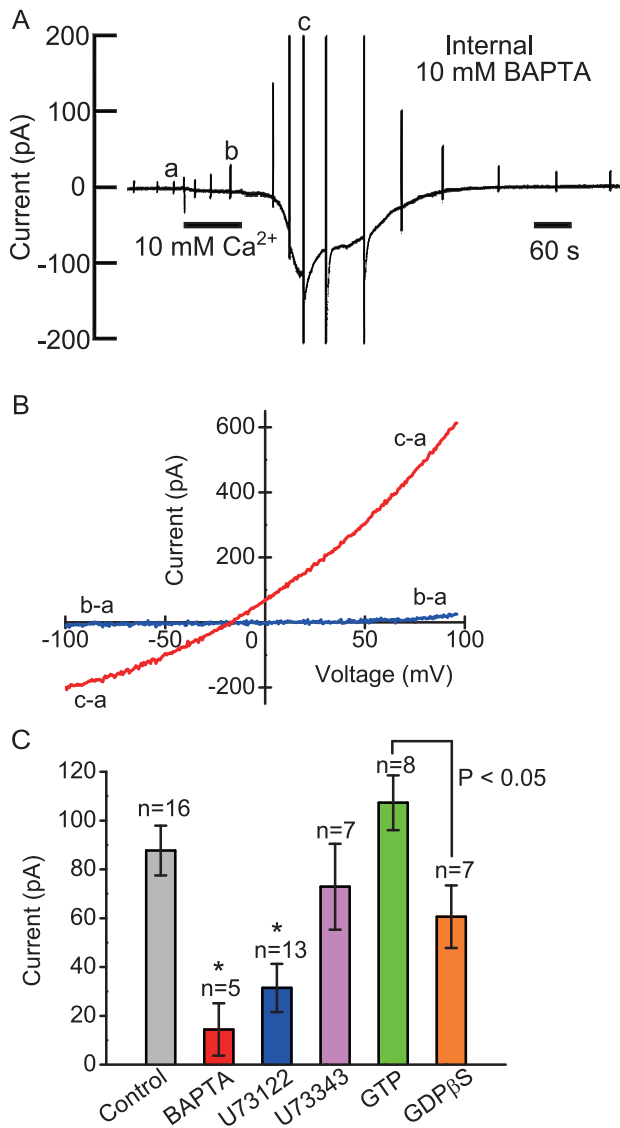 A
c
200
Internal
10 mM BAPTA
100
Current (pA)
a
b
0
10 mM Ca²⁺
60 s
-100
-200
B
600
c-a
Current (pA)
400
200
b-a
b-a
-100
-50
0
50
100
Voltage (mV)
c-a
-200
C
120
n=8
P < 0.05
n=16
100
n=7
n=7
80
Current (pA)
60
*
*
n=13
n=5
40
20
0
Control
BAPTA
U73122
U73343
GTP
GDPβS